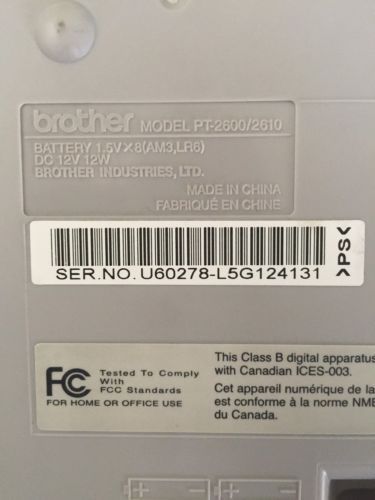 brother MODEL PT-2600/2610
BATTERY 1.5V×8(AM3,LR6)
DC 12V 12W
BROTHER INDUSTRIES, LTD.
MADE IN CHINA
FABRIQUÉ EN CHINE
SER.NO.U60278-L5G124131
>PS<
FC Tested To Comply
With
FCC Standards
FOR HOME OR OFFICE USE
This Class B digital apparatus
with Canadian ICES-003.
Cet appareil numérique de la
est conforme à la norme NMB
du Canada.